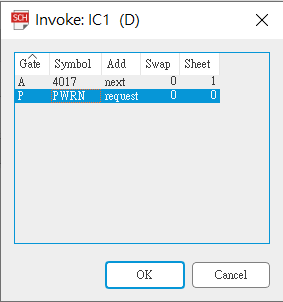 SCH
Invoke: IC1 (D)
Gate Symbol Add Swap Sheet
A 4017 next 0 1
P PWRN request 0 0
OK Cancel